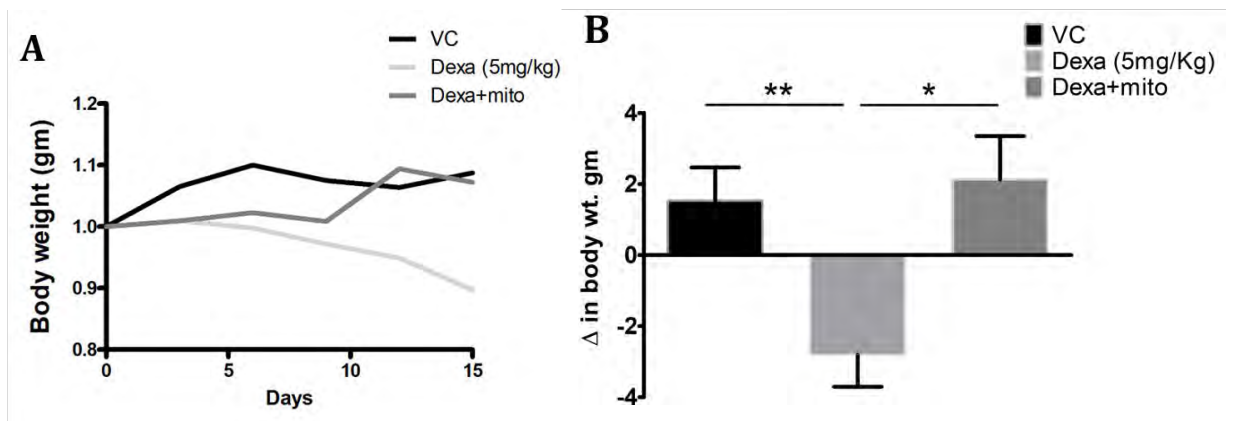 A
VC
Dexa (5mg/kg)
Dexa+mito
Body weight (gm)
1.2
1.1
1.0
0.9
0.8
0
5
10
15
Days
B
VC
Dexa (5mg/Kg)
Dexa+mito
**
*
Δ in body wt. gm
4
2
0
-2
-4